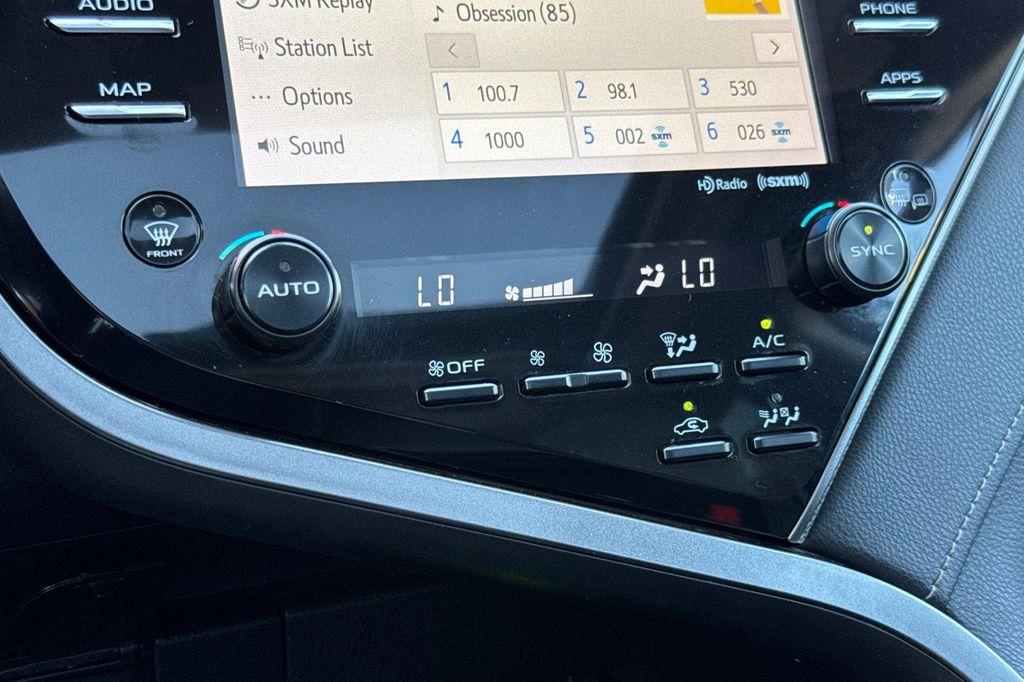 AUDIO
MAP
SXM Replay
Station List
Options
Sound
Obsession (85)
1 100.7
2 98.1
3 530
4 1000
5 002 sxm
6 026 sxm
HD Radio ((sxm))
PHONE
APPS
FRONT
AUTO
LO
LO
SYNC
OFF
A/C